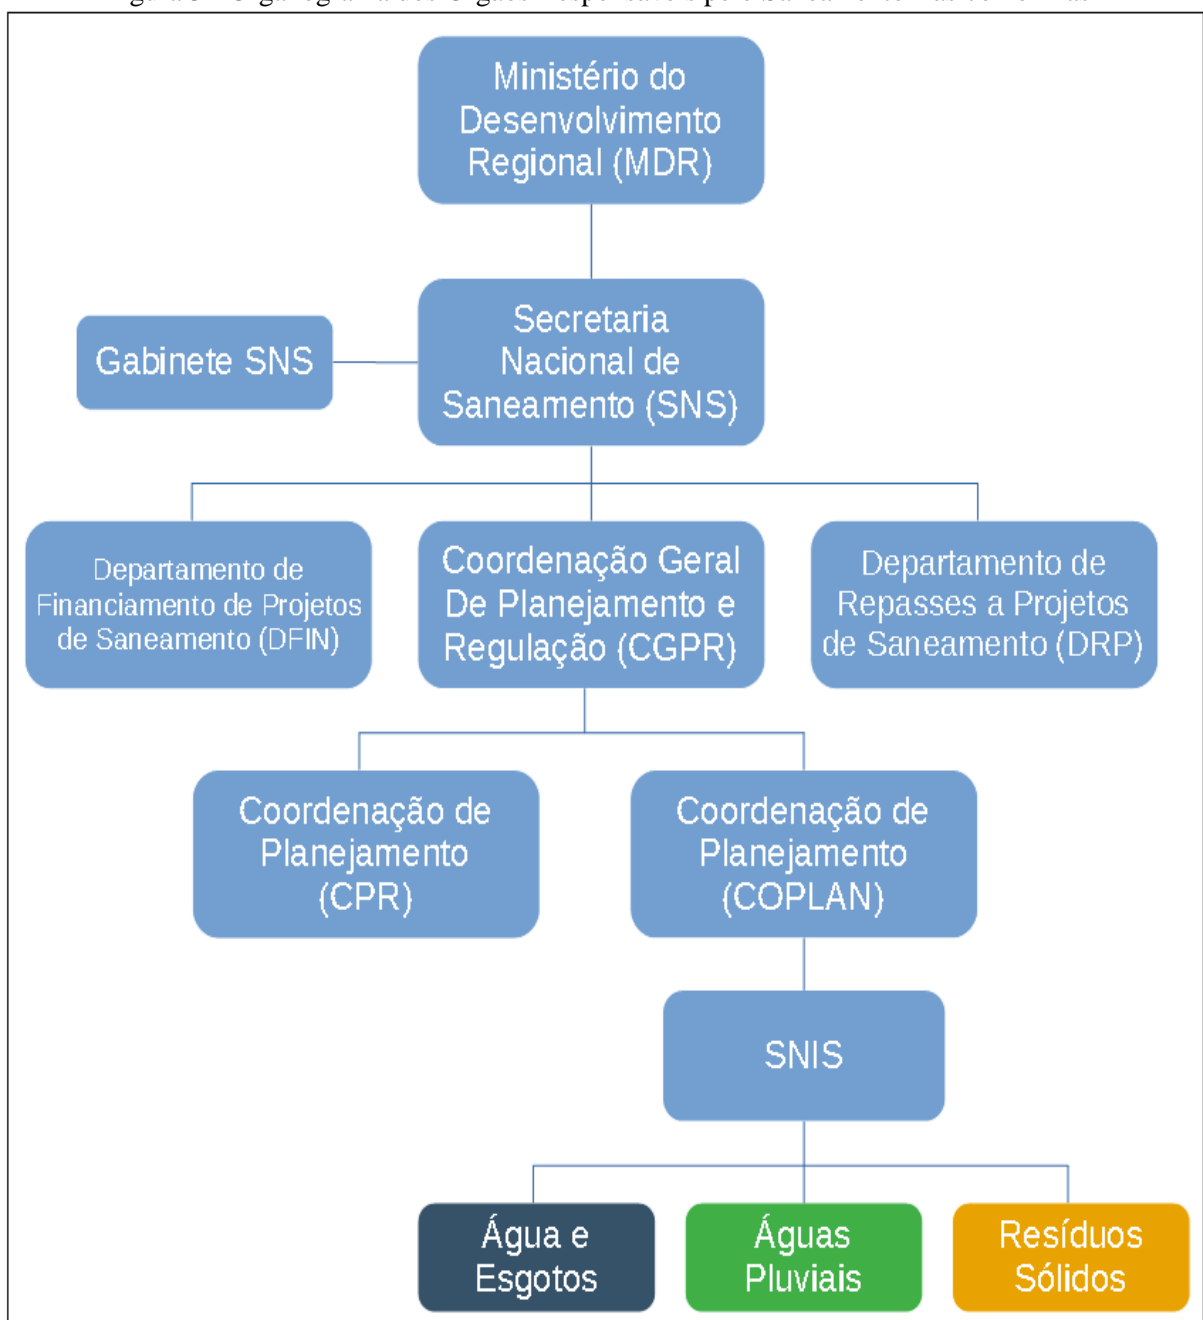 Ministério do
Desenvolvimento
Regional (MDR)
Secretaria
Nacional de
Saneamento (SNS)
Gabinete SNS
Departamento de
Financiamento de Projetos
de Saneamento (DFIN)
Coordenação Geral
De Planejamento e
Regulação (CGPR)
Departamento de
Repasses a Projetos
de Saneamento (DRP)
Coordenação de
Planejamento
(CPR)
Coordenação de
Planejamento
(COPLAN)
SNIS
Água e
Esgotos
Águas
Pluviais
Resíduos
Sólidos